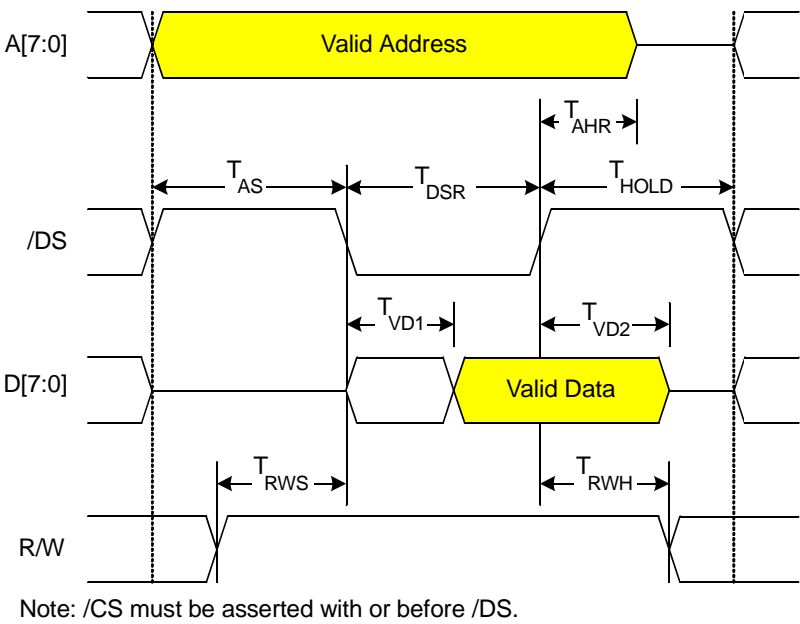 A[7:0]
Valid Address
T AHR
T AS
T DSR
T HOLD
/DS
T VD1
T VD2
D[7:0]
Valid Data
T RWS
T RWH
R/W
Note: /CS must be asserted with or before /DS.